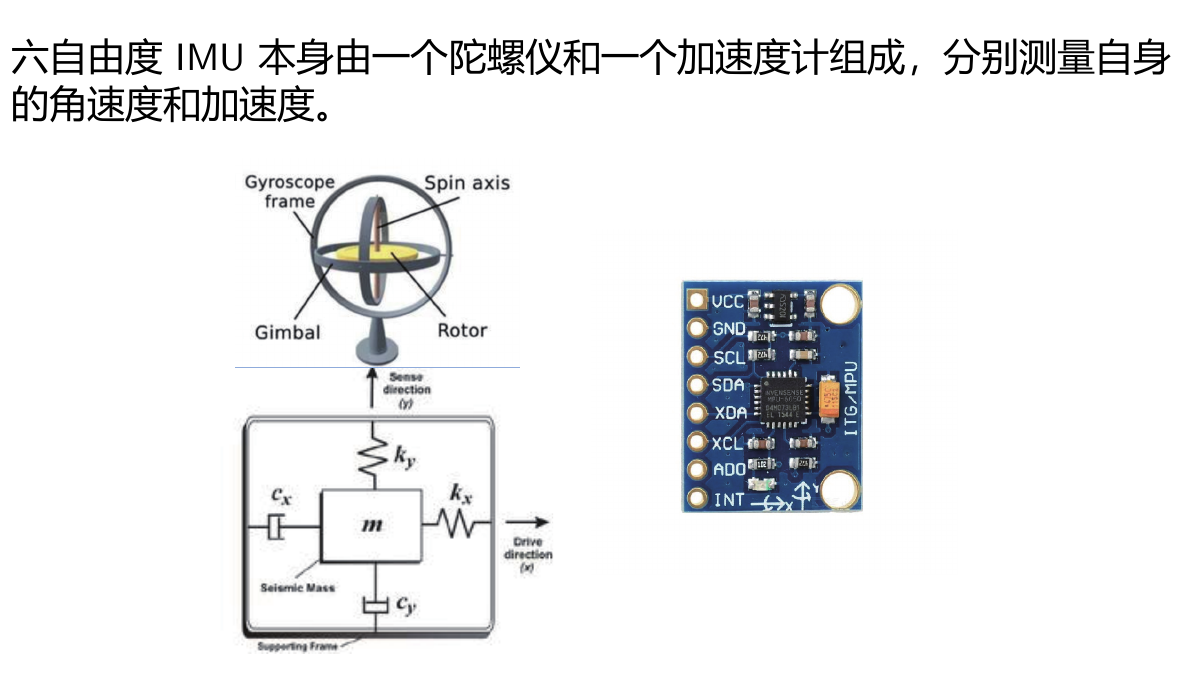 六自由度 IMU 本身由一个陀螺仪和一个加速度计组成，分别测量自身
的角速度和加速度。
Gyroscope
frame
Spin axis
Gimbal
Rotor
Sense
direction
(y)
k_y
c_x
k_x
m
Drive
direction
(x)
Seismic Mass
c_y
Supporting Frame
VCC
GND
SCL
SDA
XDA
XCL
ADO
INT
ITG/MPU